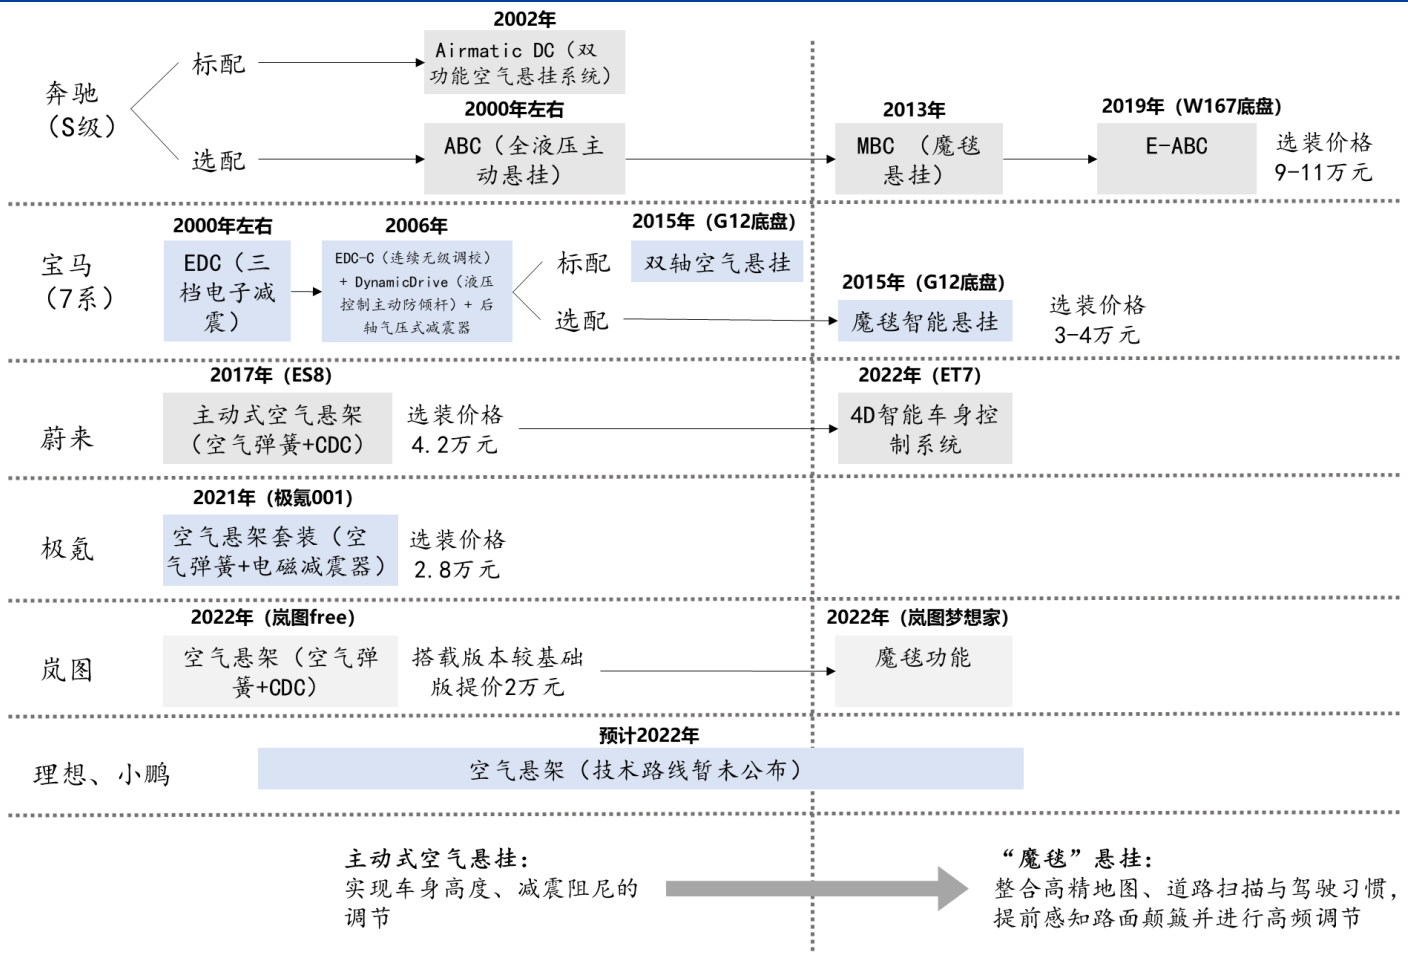 2002年
Airmatic DC（双
功能空气悬挂系统）
标配
奔驰
（S级）
2000年左右
ABC（全液压主
动悬挂）
选配
2013年
MBC （魔毯
悬挂）
2019年（W167底盘）
E-ABC
选装价格
9-11万元
宝马
（7系）
2000年左右
EDC（三
档电子减
震）
2006年
EDC-C（连续无级调校）
+ DynamicDrive（液压
控制主动防倾杆）+ 后
轴气压式减震器
标配
2015年（G12底盘）
双轴空气悬挂
选配
2015年（G12底盘）
魔毯智能悬挂
选装价格
3-4万元
蔚来
2017年（ES8）
主动式空气悬架
（空气弹簧+CDC）
选装价格
4.2万元
2022年（ET7）
4D智能车身控
制系统
极氪
2021年（极氪001）
空气悬架套装（空
气弹簧+电磁减震器）
选装价格
2.8万元
岚图
2022年（岚图free）
空气悬架（空气弹
簧+CDC）
搭载版本较基础
版提价2万元
2022年（岚图梦想家）
魔毯功能
理想、小鹏
预计2022年
空气悬架（技术路线暂未公布）
主动式空气悬挂：
实现车身高度、减震阻尼的
调节
“魔毯”悬挂：
整合高精地图、道路扫描与驾驶习惯，
提前感知路面颠簸并进行高频调节